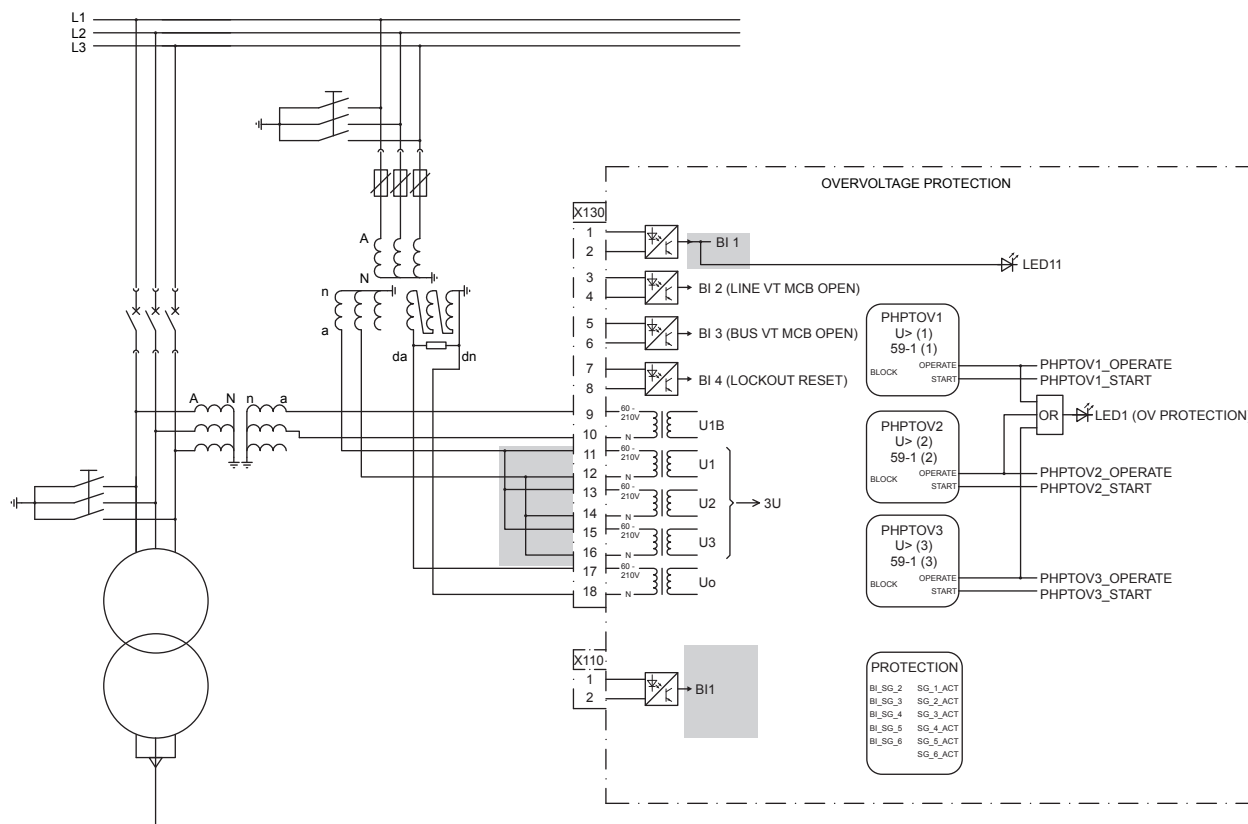 L1
L2
L3
OVERVOLTAGE PROTECTION
X130
1
2
BI 1
LED11
3
4
BI 2 (LINE VT MCB OPEN)
5
6
BI 3 (BUS VT MCB OPEN)
7
8
BI 4 (LOCKOUT RESET)
A
N
n
a
da
dn
A N n a
9
60 -
210V
U1B
10
N
11
60 -
210V
U1
12
N
13
60 -
210V
U2
14
N
15
60 -
210V
U3
16
N
3U
17
60 -
210V
Uo
18
N
X110
1
2
BI1
PHPTOV1
U> (1)
59-1 (1)
BLOCK
OPERATE
START
PHPTOV1_OPERATE
PHPTOV1_START
OR
LED1 (OV PROTECTION
PHPTOV2
U> (2)
59-1 (2)
BLOCK
OPERATE
START
PHPTOV2_OPERATE
PHPTOV2_START
PHPTOV3
U> (3)
59-1 (3)
BLOCK
OPERATE
START
PHPTOV3_OPERATE
PHPTOV3_START
PROTECTION
BI_SG_2 SG_1_ACT
BI_SG_3 SG_2_ACT
BI_SG_4 SG_3_ACT
BI_SG_5 SG_4_ACT
BI_SG_6 SG_5_ACT
SG_6_ACT